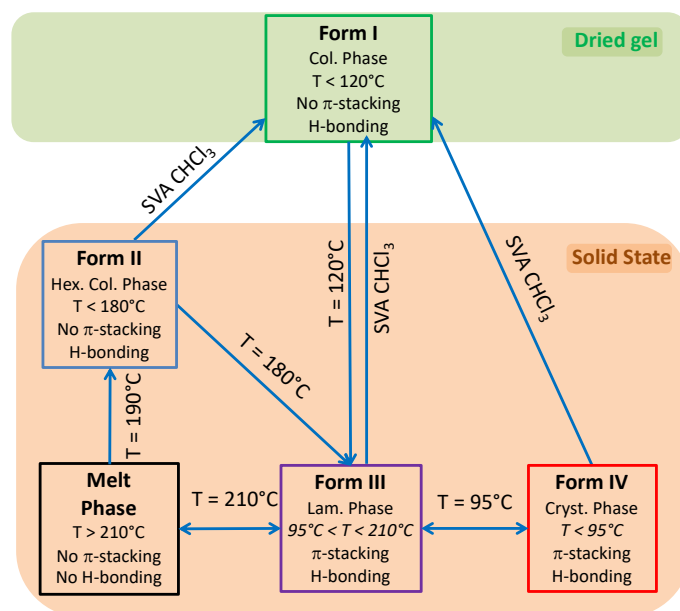 Form I
Col. Phase
T < 120°C
No π-stacking
H-bonding
Dried gel
SVA CHCl₃
T = 120°C
SVA CHCl₃
SVA CHCl₃
Solid State
Form II
Hex. Col. Phase
T < 180°C
No π-stacking
H-bonding
T = 180°C
T = 190°C
Melt
Phase
T > 210°C
No π-stacking
No H-bonding
T = 210°C
Form III
Lam. Phase
95°C < T < 210°C
π-stacking
H-bonding
T = 95°C
Form IV
Cryst. Phase
T < 95°C
π-stacking
H-bonding